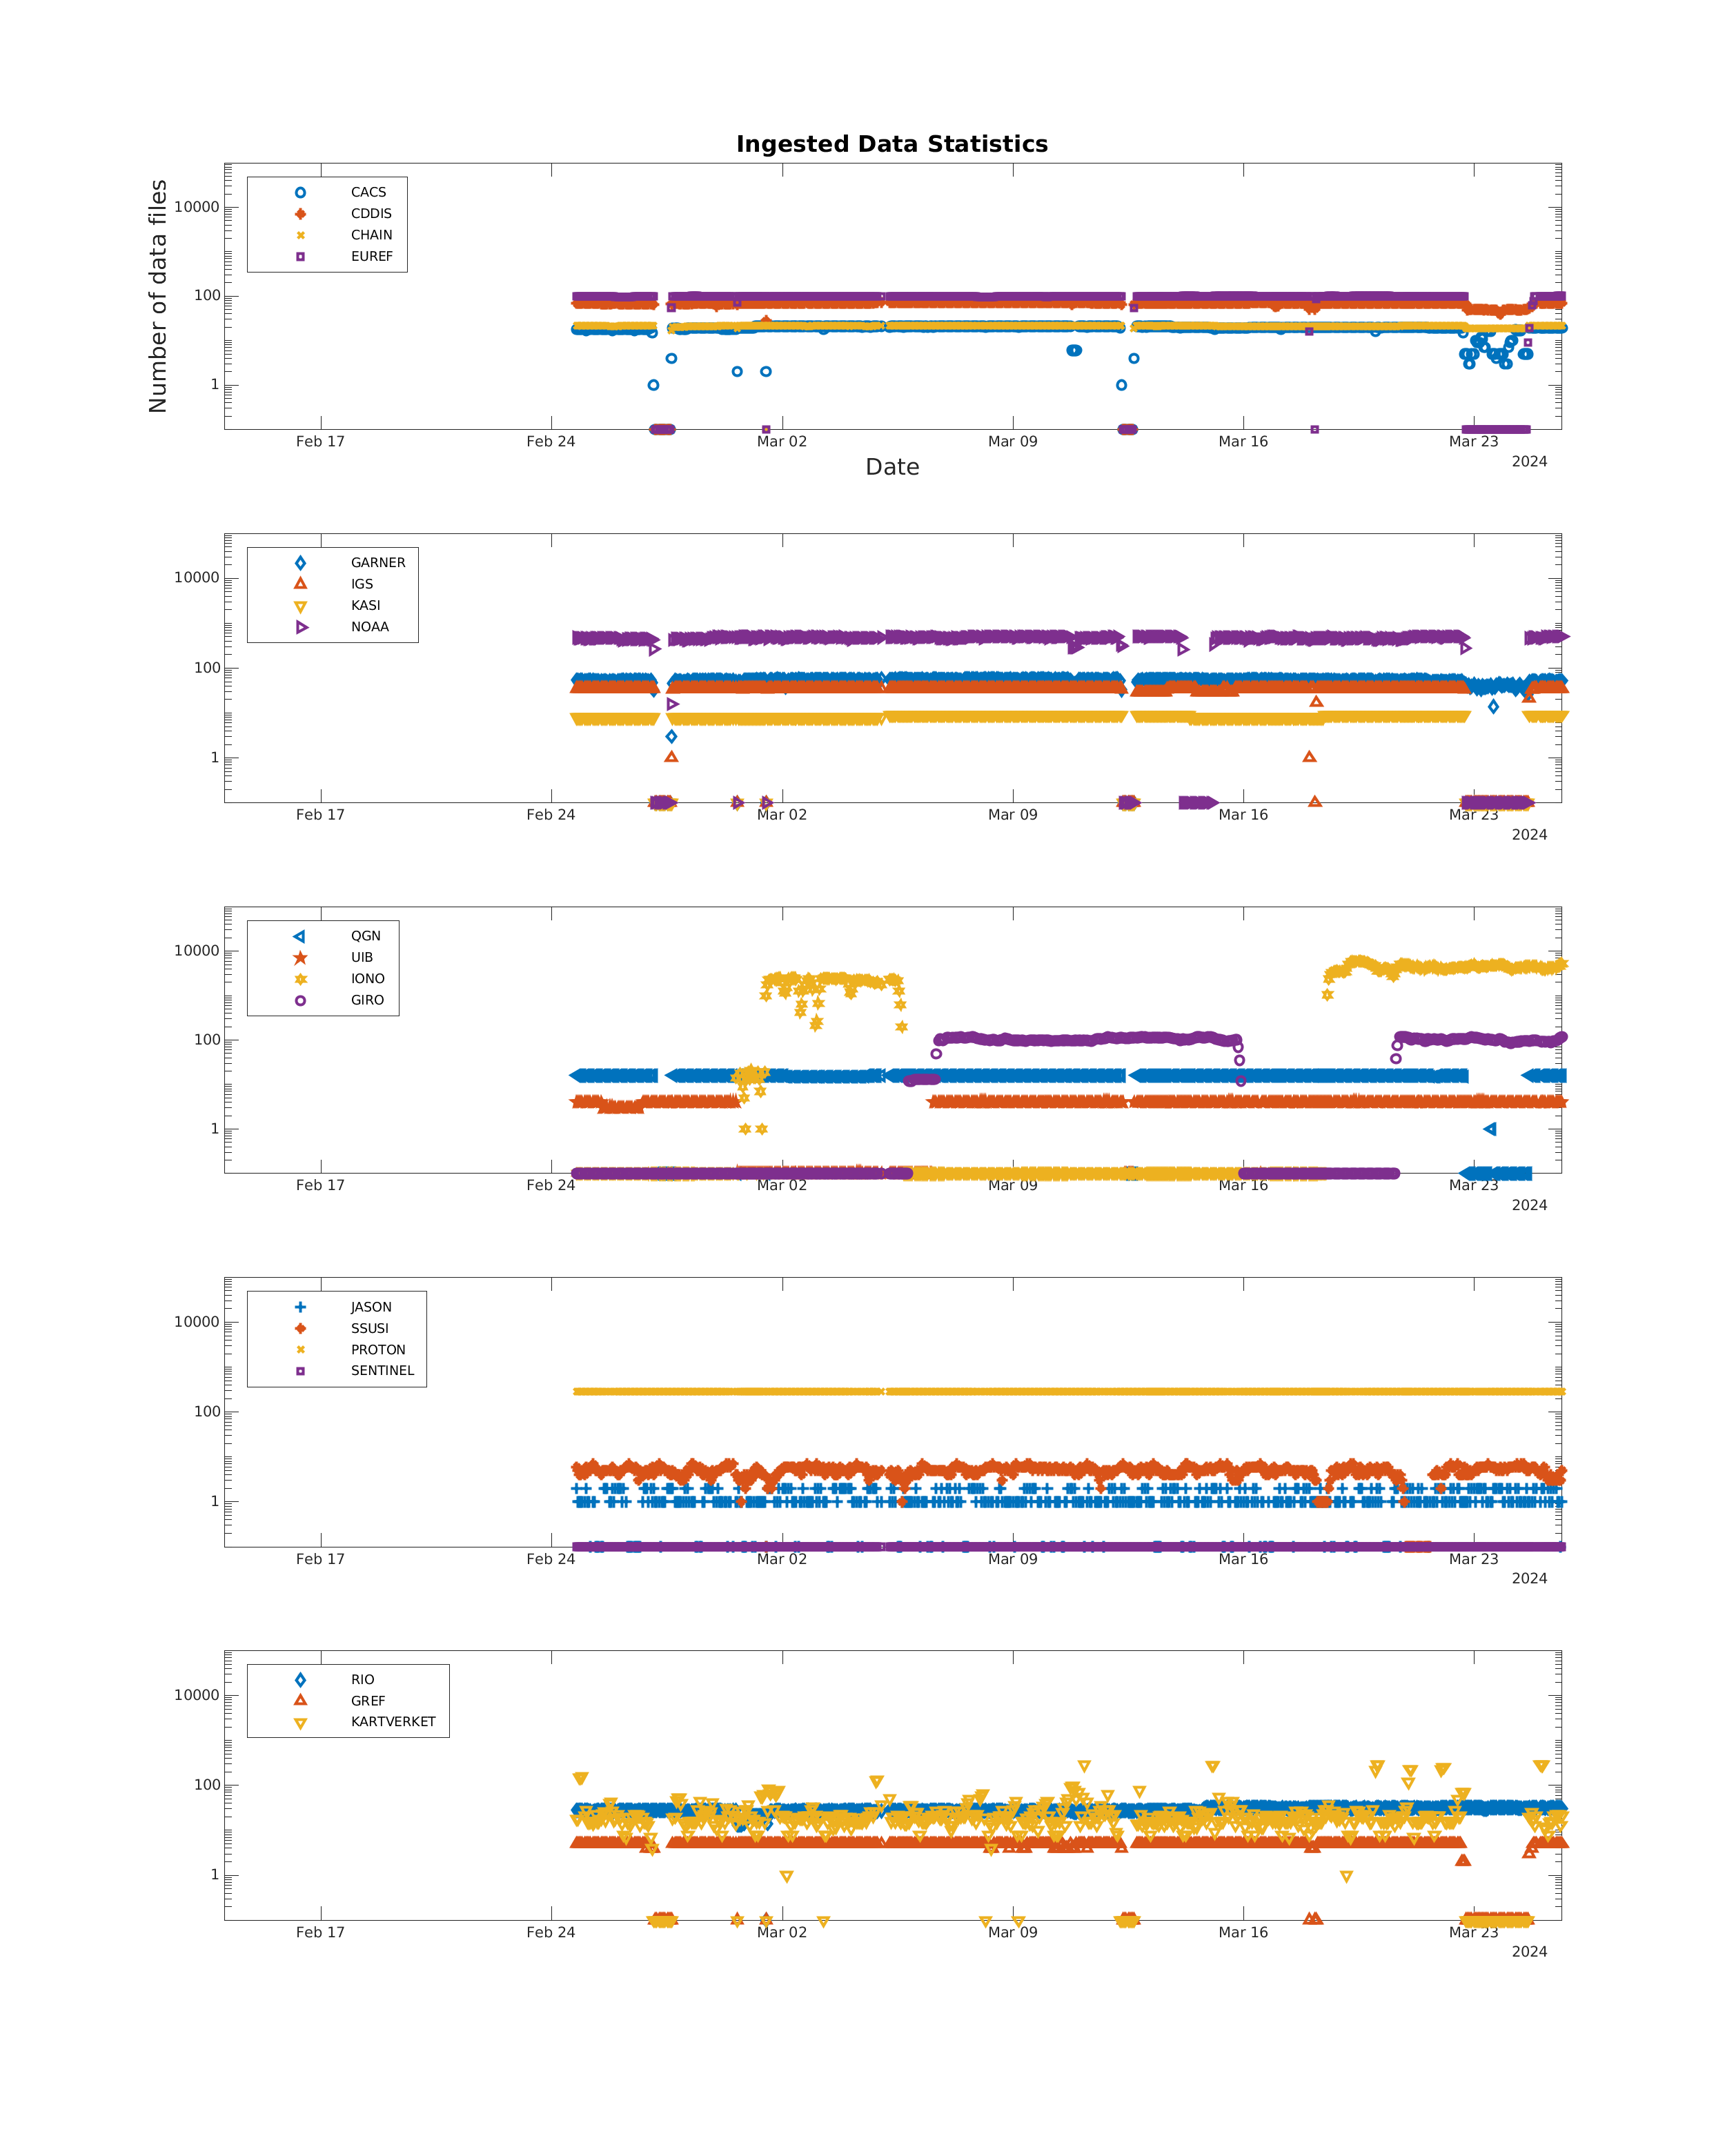 Ingested Data Statistics
Number of data files
10000
100
1
CACS
CDDIS
CHAIN
EUREF
Feb 17 Feb 24 Mar 02 Mar 09 Mar 16 Mar 23
2024
Date
10000
100
1
GARNER
IGS
KASI
NOAA
Feb 17 Feb 24 Mar 02 Mar 09 Mar 16 Mar 23
2024
10000
100
1
QGN
UIB
IONO
GIRO
Feb 17 Feb 24 Mar 02 Mar 09 Mar 16 Mar 23
2024
10000
100
1
JASON
SSUSI
PROTON
SENTINEL
Feb 17 Feb 24 Mar 02 Mar 09 Mar 16 Mar 23
2024
10000
100
1
RIO
GREF
KARTVERKET
Feb 17 Feb 24 Mar 02 Mar 09 Mar 16 Mar 23
2024